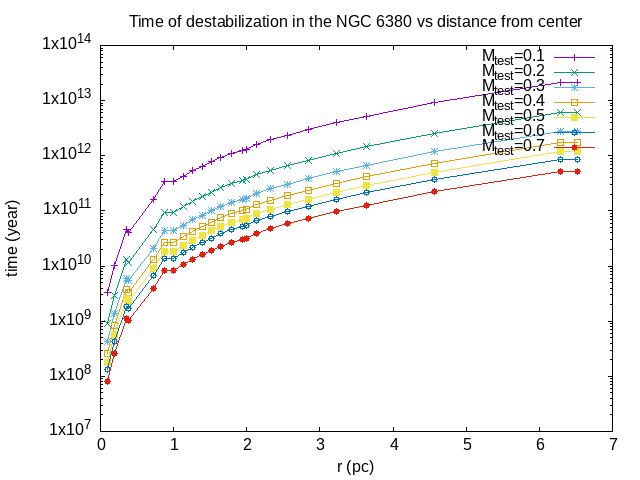 Time of destabilization in the NGC 6380 vs distance from center
1x10^14
1x10^13
1x10^12
1x10^11
1x10^10
1x10^9
1x10^8
1x10^7
time (year)
M_test=0.1
M_test=0.2
M_test=0.3
M_test=0.4
M_test=0.5
M_test=0.6
M_test=0.7
0 1 2 3 4 5 6 7
r (pc)